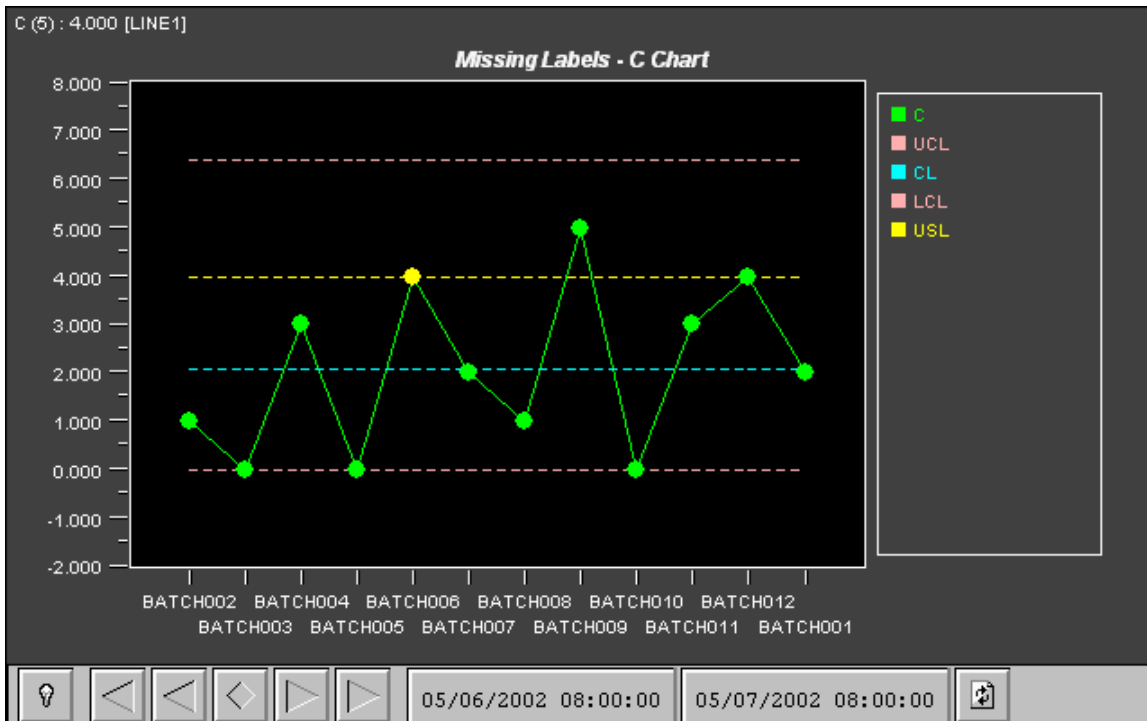 C (5) : 4.000 [LINE1]
Missing Labels - C Chart
8.000
7.000
6.000
5.000
4.000
3.000
2.000
1.000
0.000
-1.000
-2.000
C
UCL
CL
LCL
USL
BATCH002 BATCH004 BATCH006 BATCH008 BATCH010 BATCH012
BATCH003 BATCH005 BATCH007 BATCH009 BATCH011 BATCH001
05/06/2002 08:00:00 05/07/2002 08:00:00